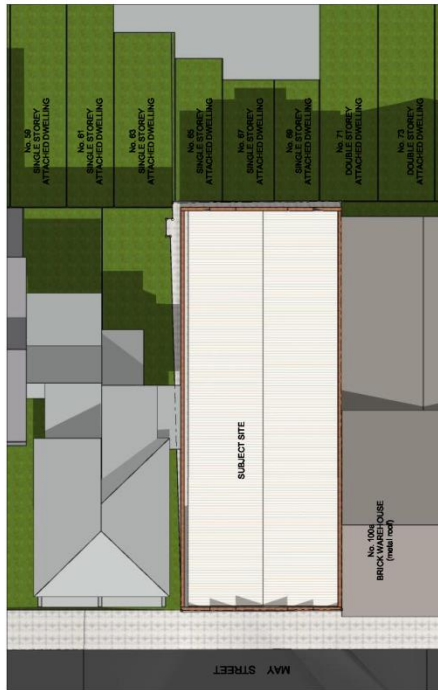 No. 59
SINGLE STOREY
ATTACHED DWELLING
No. 61
SINGLE STOREY
ATTACHED DWELLING
No. 63
SINGLE STOREY
ATTACHED DWELLING
No. 65
SINGLE STOREY
ATTACHED DWELLING
No. 67
SINGLE STOREY
ATTACHED DWELLING
No. 69
SINGLE STOREY
ATTACHED DWELLING
No. 71
DOUBLE STOREY
ATTACHED DWELLING
No. 73
DOUBLE STOREY
ATTACHED DWELLING
SUBJECT SITE
No. 100a
BRICK WAREHOUSE
(metal roof)
MAY STREET